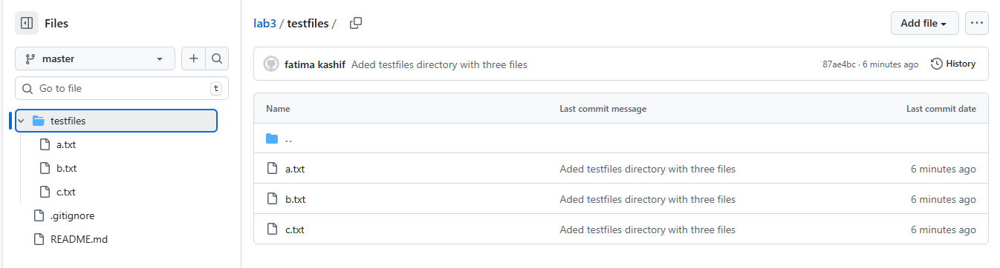 Files
master
Go to file
t
testfiles
a.txt
b.txt
c.txt
.gitignore
README.md
lab3 / testfiles /
Add file
fatima kashif Aded testfiles directory with three files
87ae4bc · 6 minutes ago
History
Name Last commit message Last commit date
..
a.txt Aded testfiles directory with three files 6 minutes ago
b.txt Aded testfiles directory with three files 6 minutes ago
c.txt Aded testfiles directory with three files 6 minutes ago